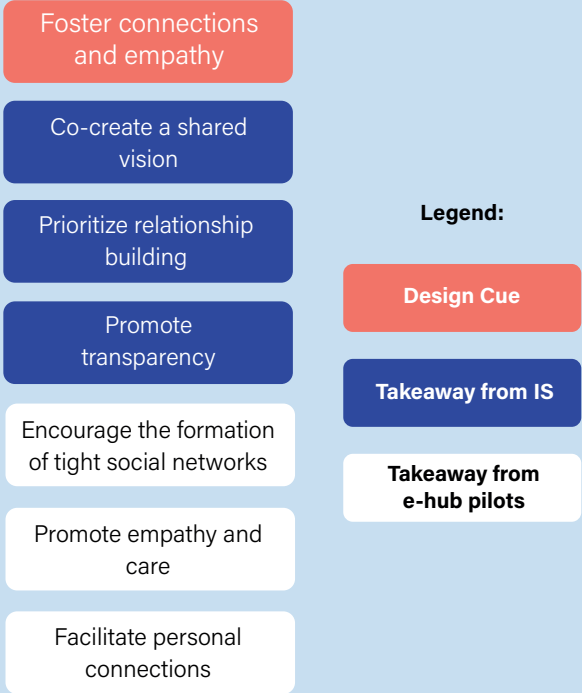 Foster connections
and empathy
Co-create a shared
vision
Prioritize relationship
building
Promote
transparency
Encourage the formation
of tight social networks
Promote empathy and
care
Facilitate personal
connections
Legend:
Design Cue
Takeaway from IS
Takeaway from
e-hub pilots